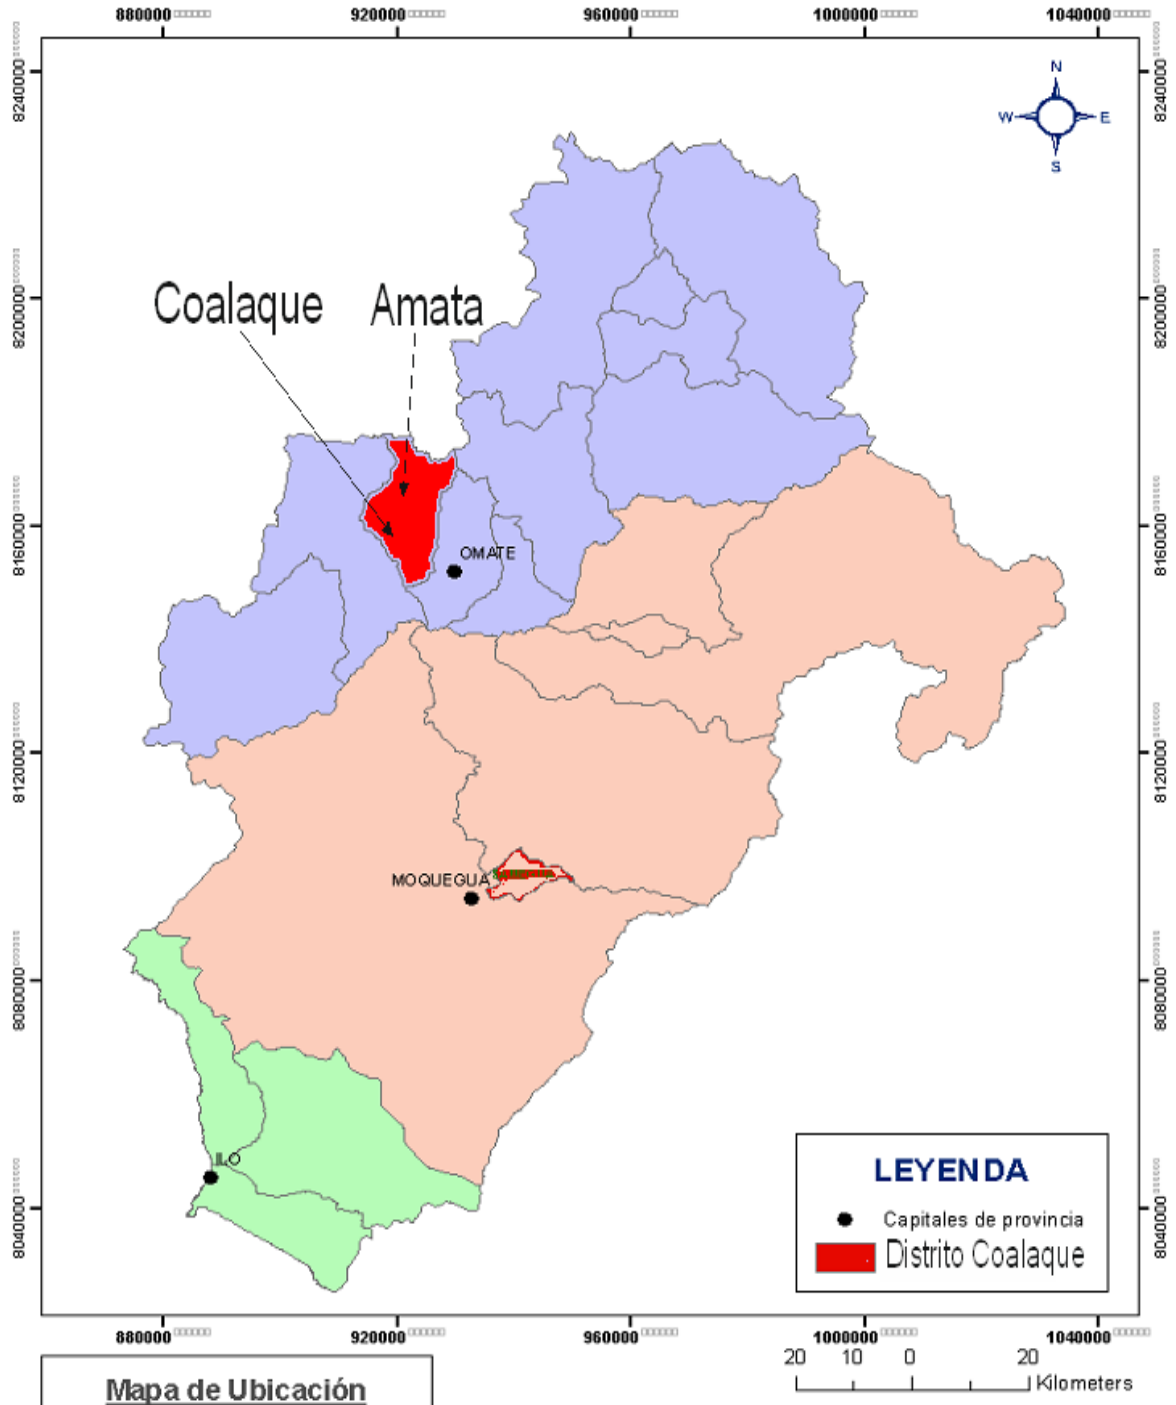 880000 920000 960000 1000000 1040000
8240000 8240000
N
W E
S
8200000 8200000
Coalaque Amata
8160000 8160000
OMATE
8120000 8120000
MOQUEGUA
8080000 8080000
ILO
LEYENDA
Capitales de provincia
Distrito Coalaque
8040000 8040000
880000 920000 960000 1000000 1040000
20 10 0 20
Kilometers
Mapa de Ubicación